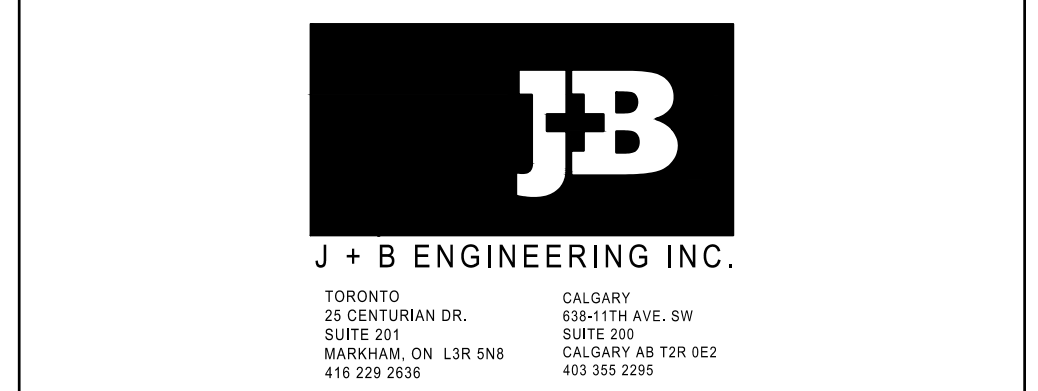 J+B
J + B ENGINEERING INC.
TORONTO
25 CENTURIAN DR.
SUITE 201
MARKHAM, ON L3R 5N8
416 229 2636
CALGARY
638-11TH AVE. SW
SUITE 200
CALGARY AB T2R 0E2
403 355 2295